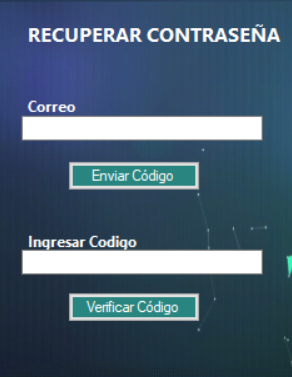 RECUPERAR CONTRASEÑA
Correo
Enviar Código
Ingresar Codigo
Verificar Código